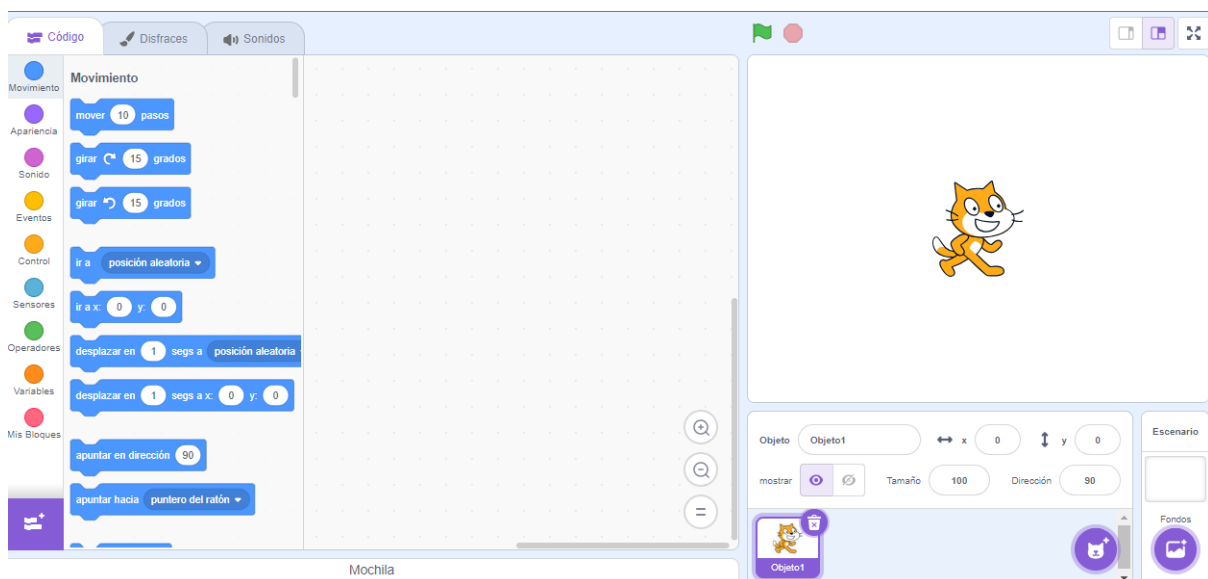 Código
Disfraces
Sonidos
Movimiento
Apariencia
Sonido
Eventos
Control
Sensores
Operadores
Variables
Mis Bloques
Movimiento
mover 10 pasos
girar 15 grados
girar 15 grados
ir a posición aleatoria
ir a x: 0 y: 0
desplazar en 1 segs a posición aleatoria
desplazar en 1 segs a x: 0 y: 0
apuntar en dirección 90
apuntar hacia puntero del ratón
Mochila
Objeto Objeto1 x 0 y 0
mostrar Tamaño 100 Dirección 90
Objeto1
Escenario
Fondos